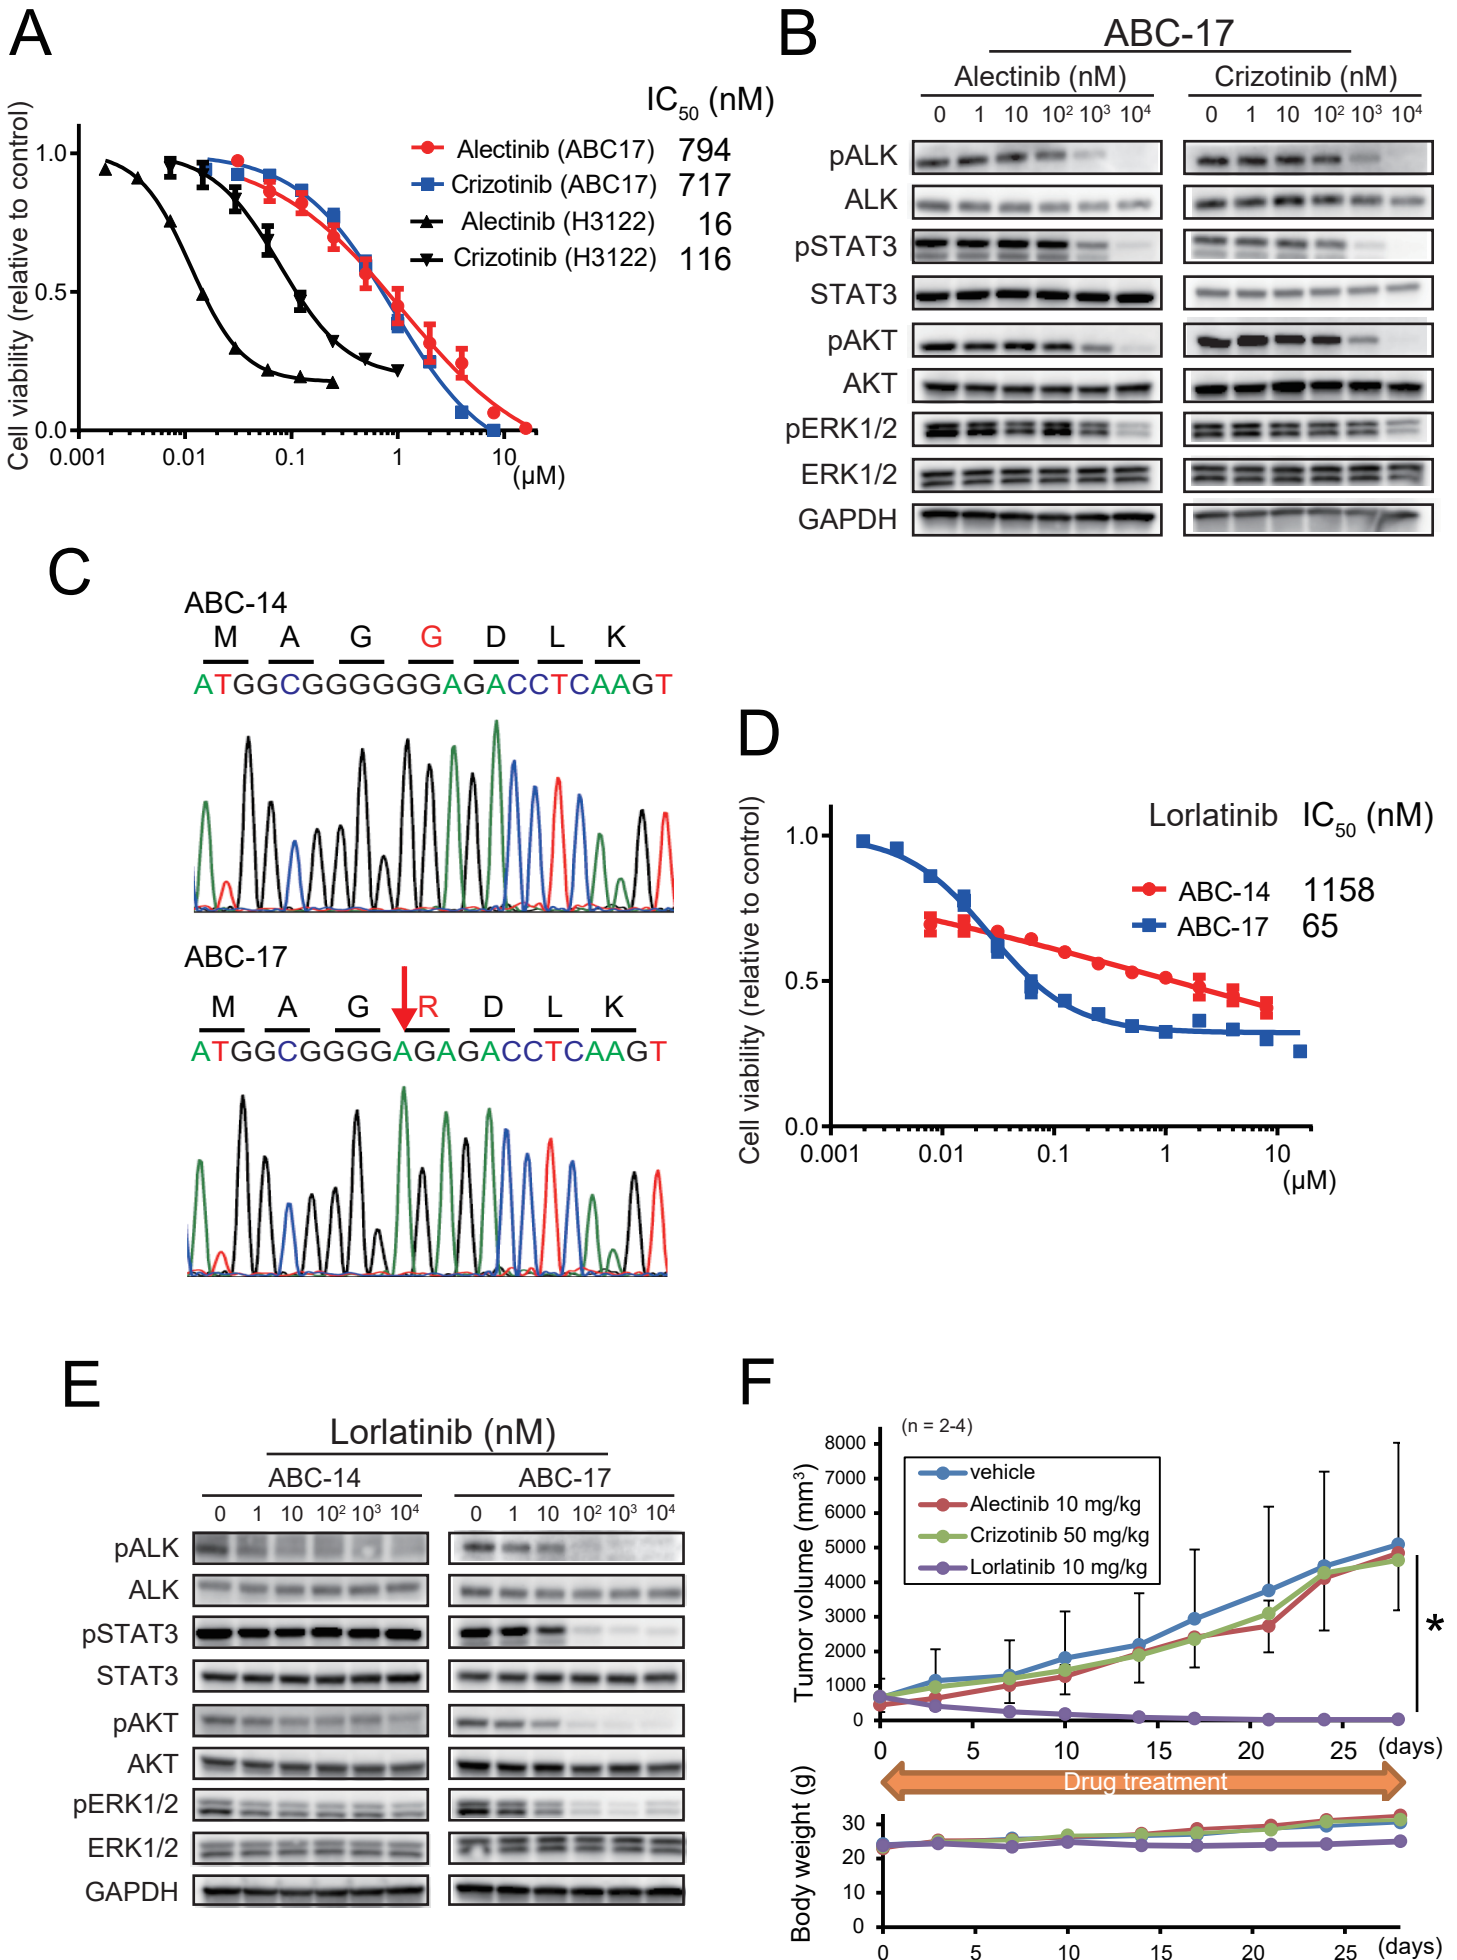 A
IC50 (nM)
Alectinib (ABC17) 794
Crizotinib (ABC17) 717
Alectinib (H3122) 16
Crizotinib (H3122) 116
Cell viability (relative to control)
1.0
0.5
0.0
0.001 0.01 0.1 1 10
(µM)
B
ABC-17
Alectinib (nM) Crizotinib (nM)
0 1 10 10² 10³ 10⁴ 0 1 10 10² 10³ 10⁴
pALK
ALK
pSTAT3
STAT3
pAKT
AKT
pERK1/2
ERK1/2
GAPDH
C
ABC-14
M A G G D L K
ATGGCGGGGGGAGACCTCAAGT
ABC-17
M A G R D L K
ATGGCGGGGAGAGACCTCAAGT
D
Lorlatinib IC50 (nM)
ABC-14 1158
ABC-17 65
Cell viability (relative to control)
1.0
0.5
0.0
0.001 0.01 0.1 1 10
(µM)
E
Lorlatinib (nM)
ABC-14 ABC-17
0 1 10 10² 10³ 10⁴ 0 1 10 10² 10³ 10⁴
pALK
ALK
pSTAT3
STAT3
pAKT
AKT
pERK1/2
ERK1/2
GAPDH
F
(n = 2-4)
vehicle
Alectinib 10 mg/kg
Crizotinib 50 mg/kg
Lorlatinib 10 mg/kg
Tumor volume (mm³)
8000
7000
6000
5000
4000
3000
2000
1000
0
*
0 5 10 15 20 25 (days)
Drug treatment
Body weight (g)
30
20
10
0
0 5 10 15 20 25 (days)